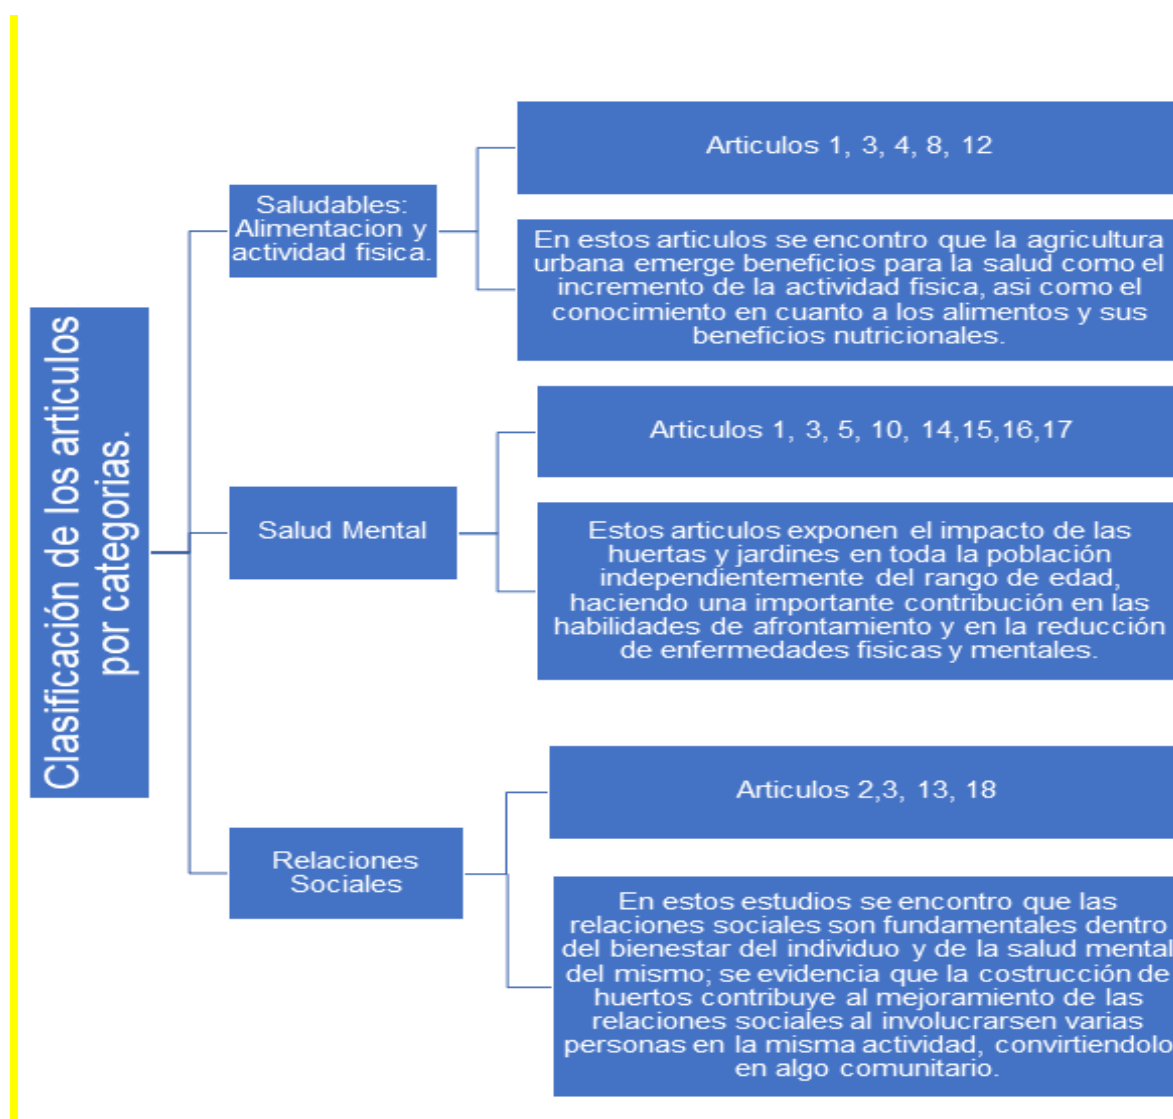 Clasificación de los articulos
por categorias.
Saludables:
Alimentacion y
actividad fisica.
Articulos 1, 3, 4, 8, 12
En estos articulos se encontro que la agricultura
urbana emerge beneficios para la salud como el
incremento de la actividad fisica, asi como el
conocimiento en cuanto a los alimentos y sus
beneficios nutricionales.
Salud Mental
Articulos 1, 3, 5, 10, 14,15,16,17
Estos articulos exponen el impacto de las
huertas y jardines en toda la población
independientemente del rango de edad,
haciendo una importante contribución en las
habilidades de afrontamiento y en la reducción
de enfermedades fisicas y mentales.
Relaciones
Sociales
Articulos 2,3, 13, 18
En estos estudios se encontro que las
relaciones sociales son fundamentales dentro
del bienestar del individuo y de la salud mental
del mismo; se evidencia que la costrucción de
huertos contribuye al mejoramiento de las
relaciones sociales al involucrarsen varias
personas en la misma actividad, convirtiendolo
en algo comunitario.